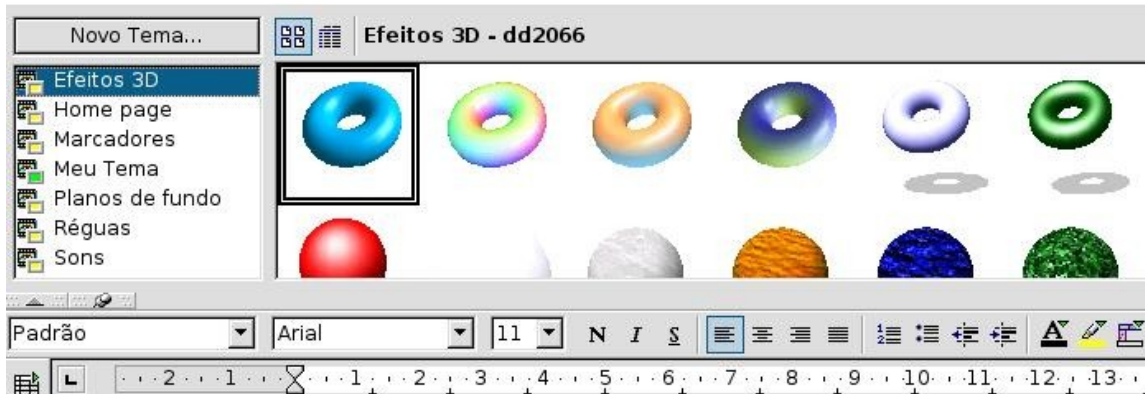 Novo Tema...
Efeitos 3D - dd2066
Efeitos 3D
Home page
Marcadores
Meu Tema
Planos de fundo
Réguas
Sons
Padrão Arial 11 N I S
2 1 1 2 3 4 5 6 7 8 9 10 11 12 13